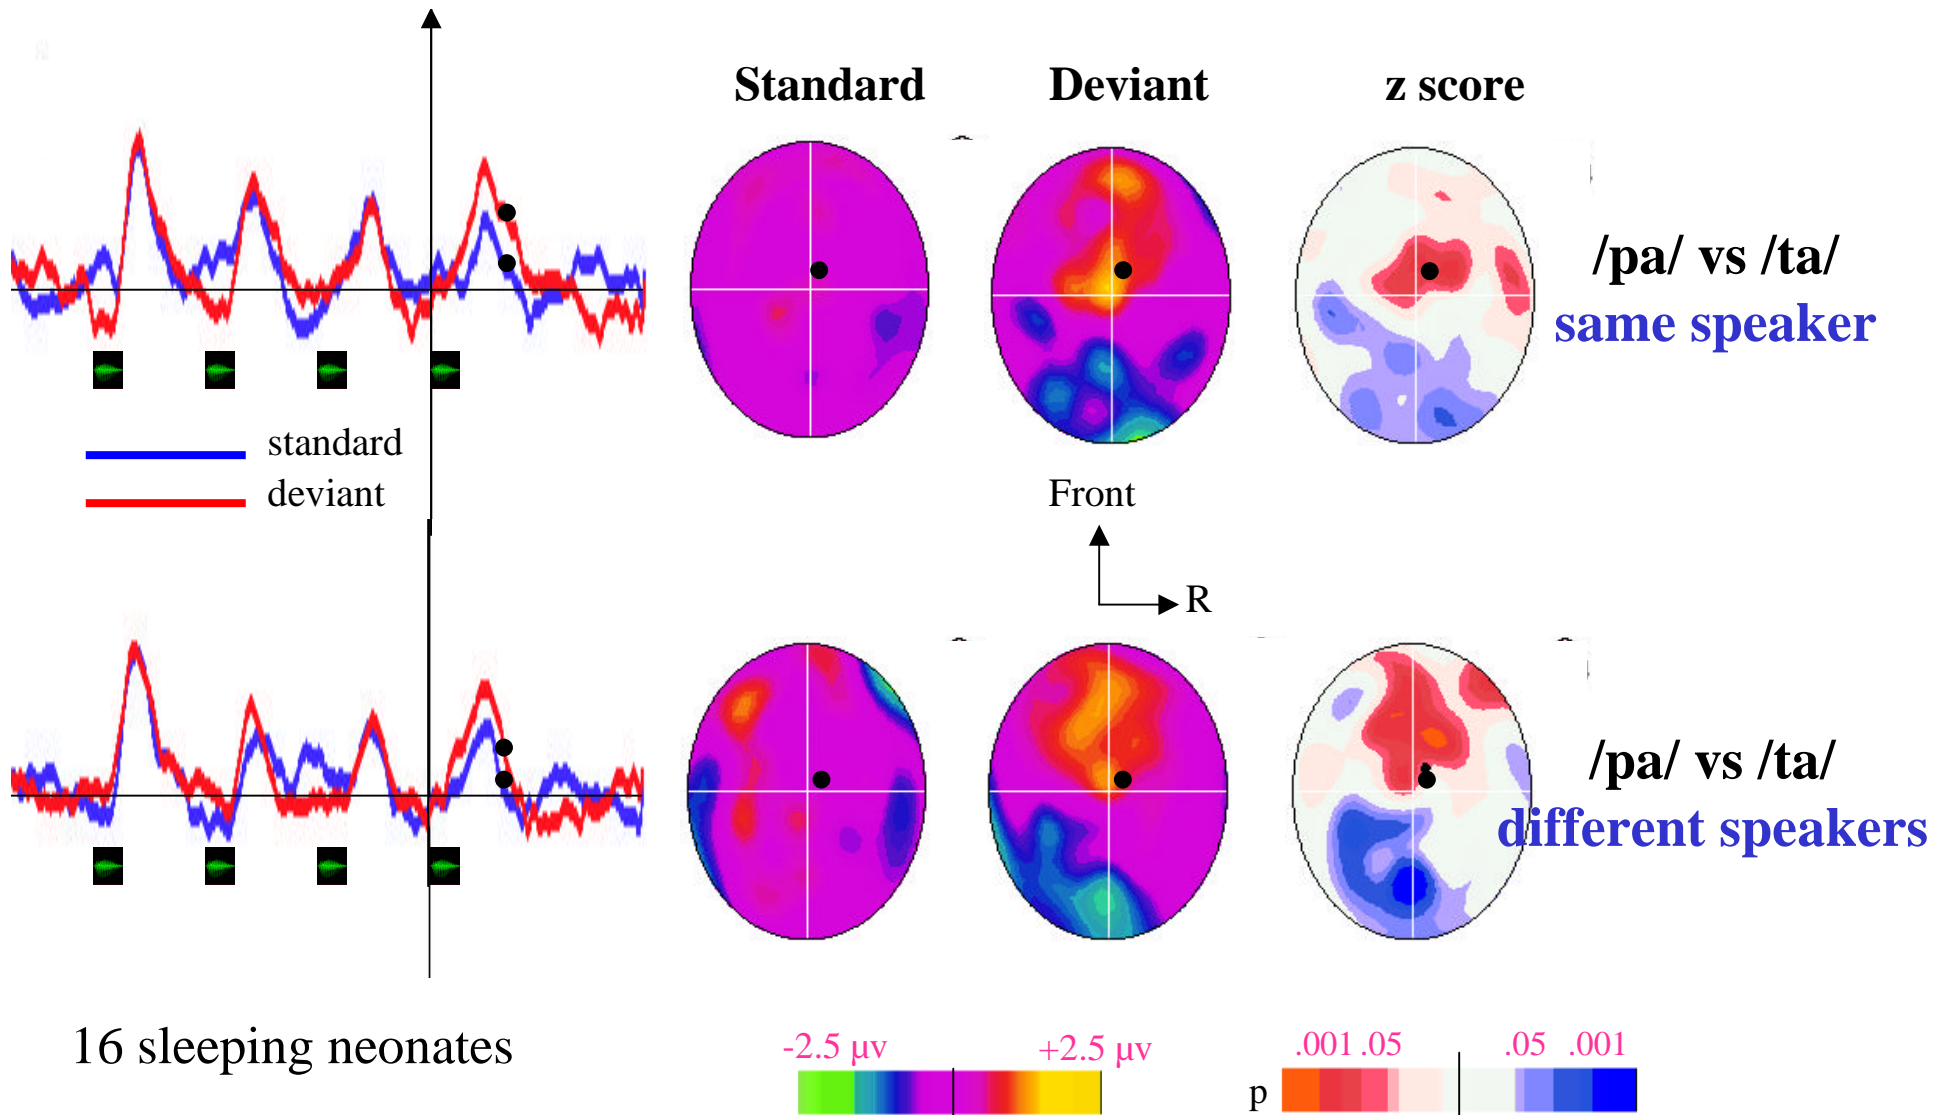 Standard
Deviant
z score
/pa/ vs /ta/
same speaker
standard
deviant
Front
R
/pa/ vs /ta/
different speakers
16 sleeping neonates
-2.5 μv
+2.5 μv
p
.001 .05
.05 .001